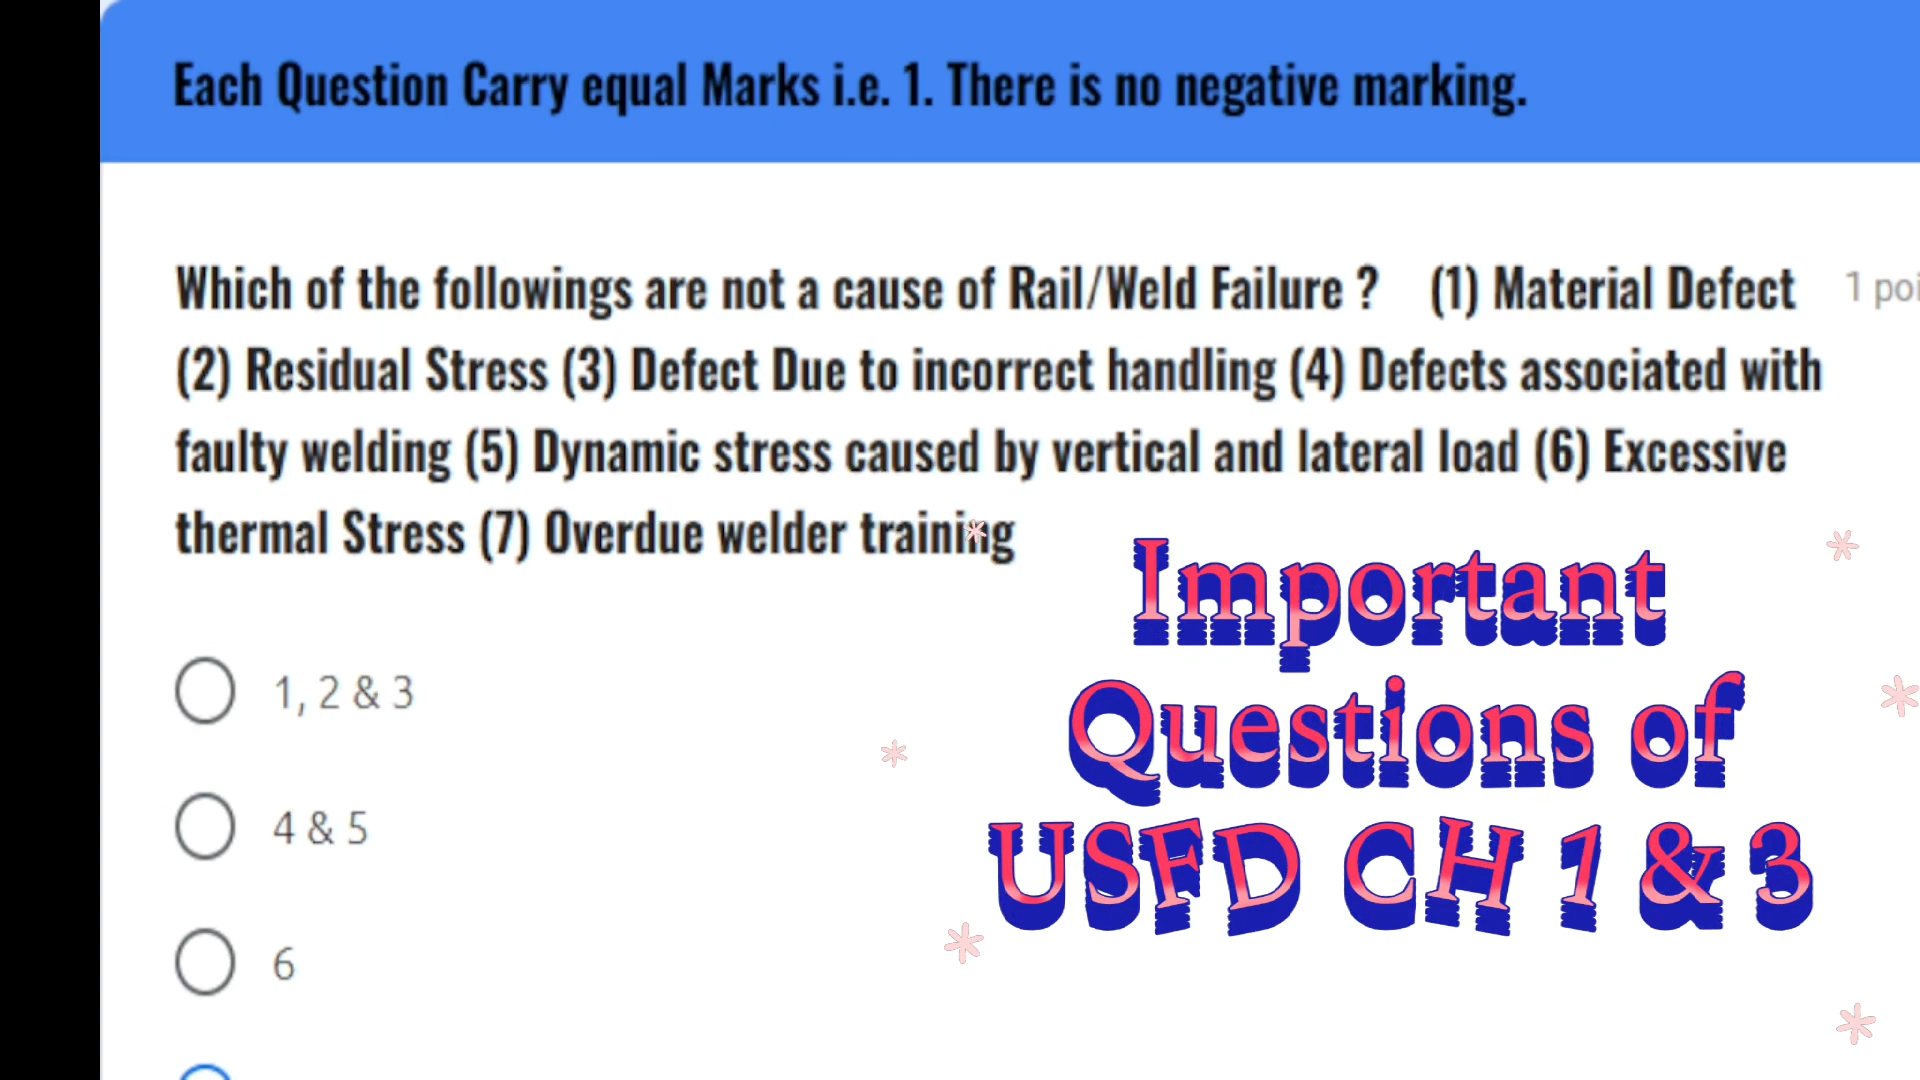 Each Question Carry equal Marks i.e. 1. There is no negative marking.
Which of the followings are not a cause of Rail/Weld Failure ? (1) Material Defect
1 poi
(2) Residual Stress (3) Defect Due to incorrect handling (4) Defects associated with
faulty welding (5) Dynamic stress caused by vertical and lateral load (6) Excessive
thermal Stress (7) Overdue welder training
Important
Questions of
USFD CH 1 & 3
1, 2 & 3
4 & 5
6